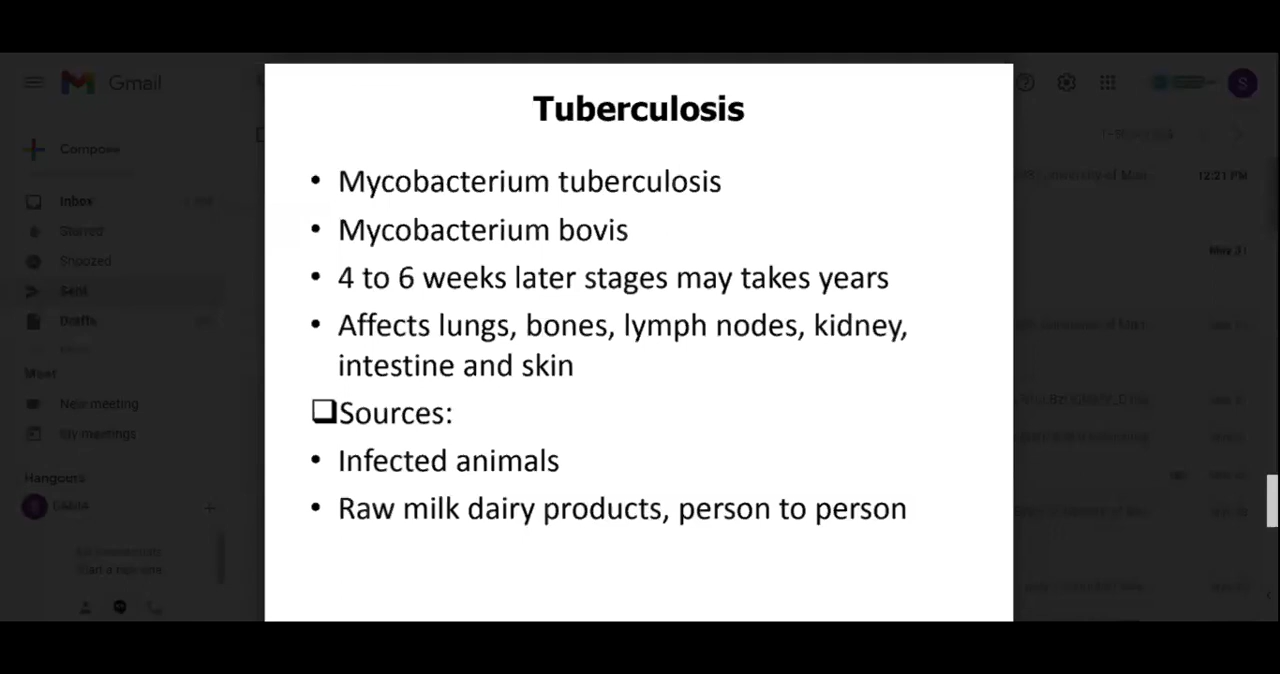 Gmail
Compose
Inbox
Starred
Snoozed
Sent
Drafts
Meet
New meeting
My meetings
Hangouts
S
12:21 PM
Tuberculosis
• Mycobacterium tuberculosis
• Mycobacterium bovis
• 4 to 6 weeks later stages may takes years
• Affects lungs, bones, lymph nodes, kidney,
intestine and skin
❑Sources:
• Infected animals
• Raw milk dairy products, person to person